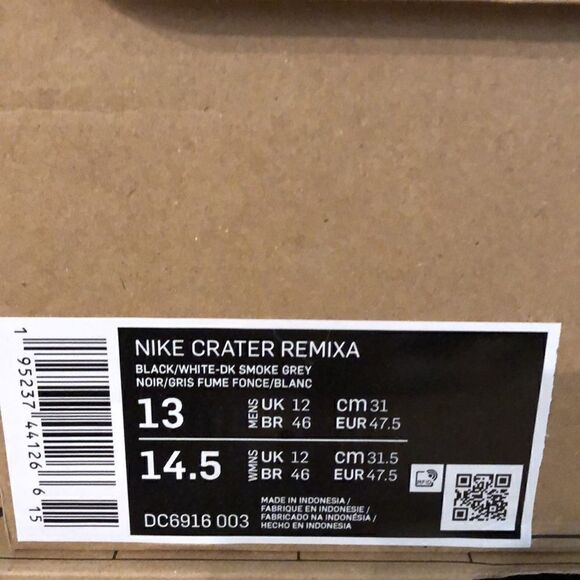 1 95237 44126 6 15
NIKE CRATER REMIXA
BLACK/WHITE-DK SMOKE GREY
NOIR/GRIS FUME FONCE/BLANC
13 MENS UK 12 cm 31
BR 46 EUR 47.5
14.5 WMNS UK 12 cm 31.5
BR 46 EUR 47.5
RFID
MADE IN INDONESIA /
FABRIQUE EN INDONESIE /
FABRICADO NA INDONÉSIA /
HECHO EN INDONESIA
DC6916 003